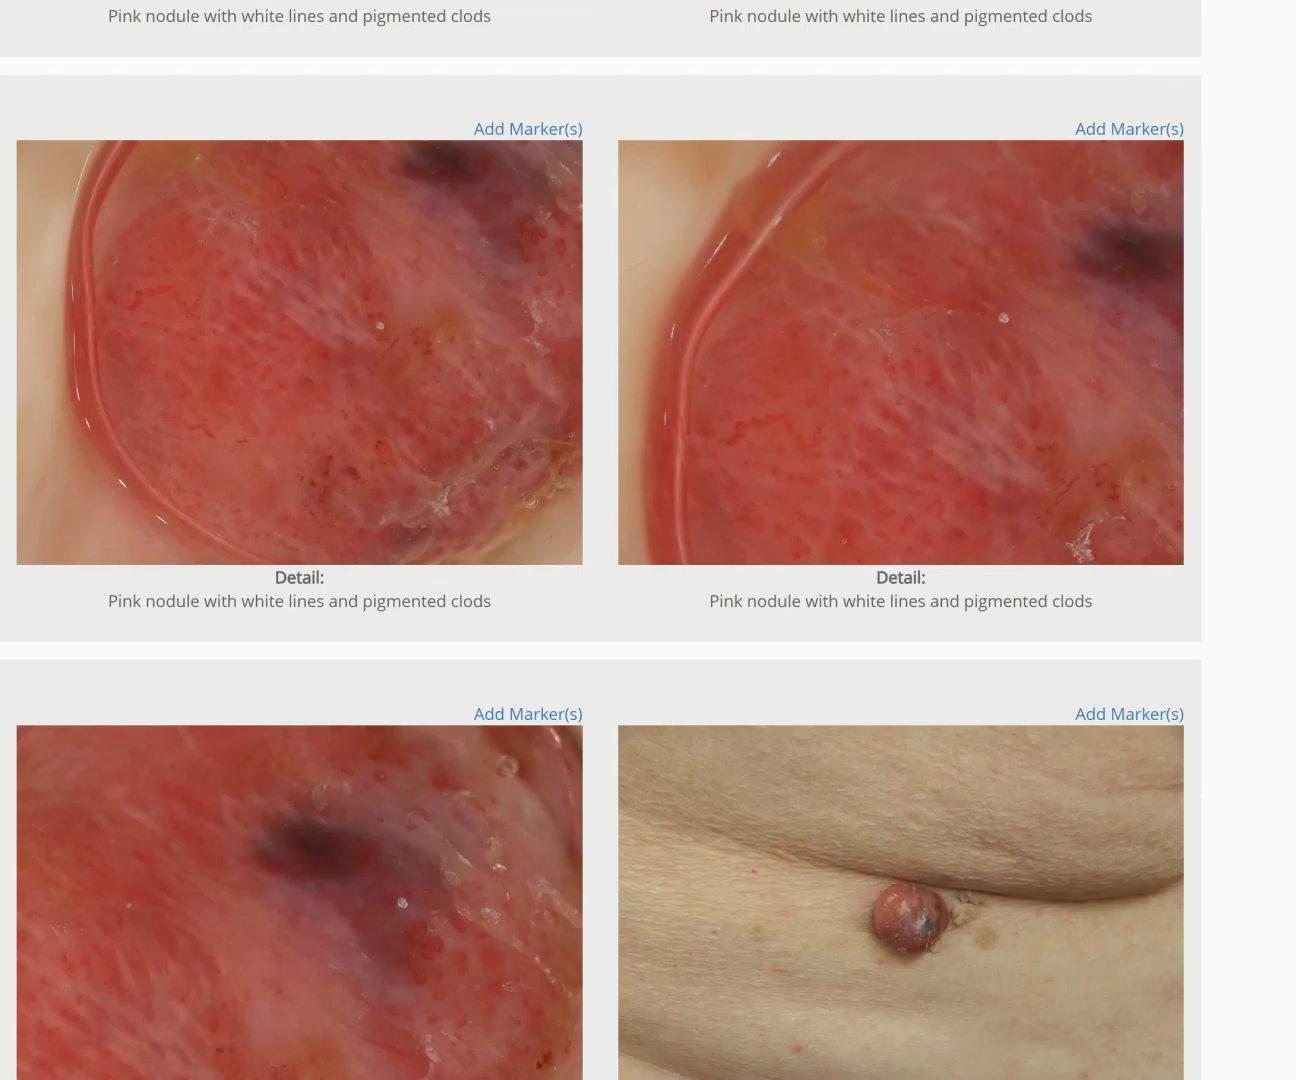 Pink nodule with white lines and pigmented clods
Pink nodule with white lines and pigmented clods
Add Marker(s)
Add Marker(s)
Detail:
Pink nodule with white lines and pigmented clods
Detail:
Pink nodule with white lines and pigmented clods
Add Marker(s)
Add Marker(s)